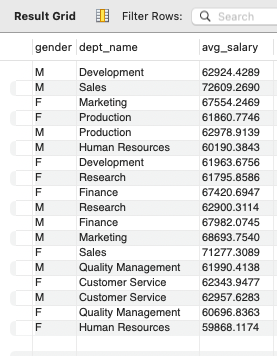 Result Grid Filter Rows: Search
gender dept_name avg_salary
M Development 62924.4289
M Sales 72609.2690
F Marketing 67554.2469
F Production 61860.7746
M Production 62978.9139
M Human Resources 60190.3843
F Development 61963.6756
F Research 61795.8586
F Finance 67420.6947
M Research 62900.3114
M Finance 67982.0745
M Marketing 68693.7540
F Sales 71277.3089
M Quality Management 61990.4138
F Customer Service 62343.9477
M Customer Service 62957.6283
F Quality Management 60696.8363
F Human Resources 59868.1174